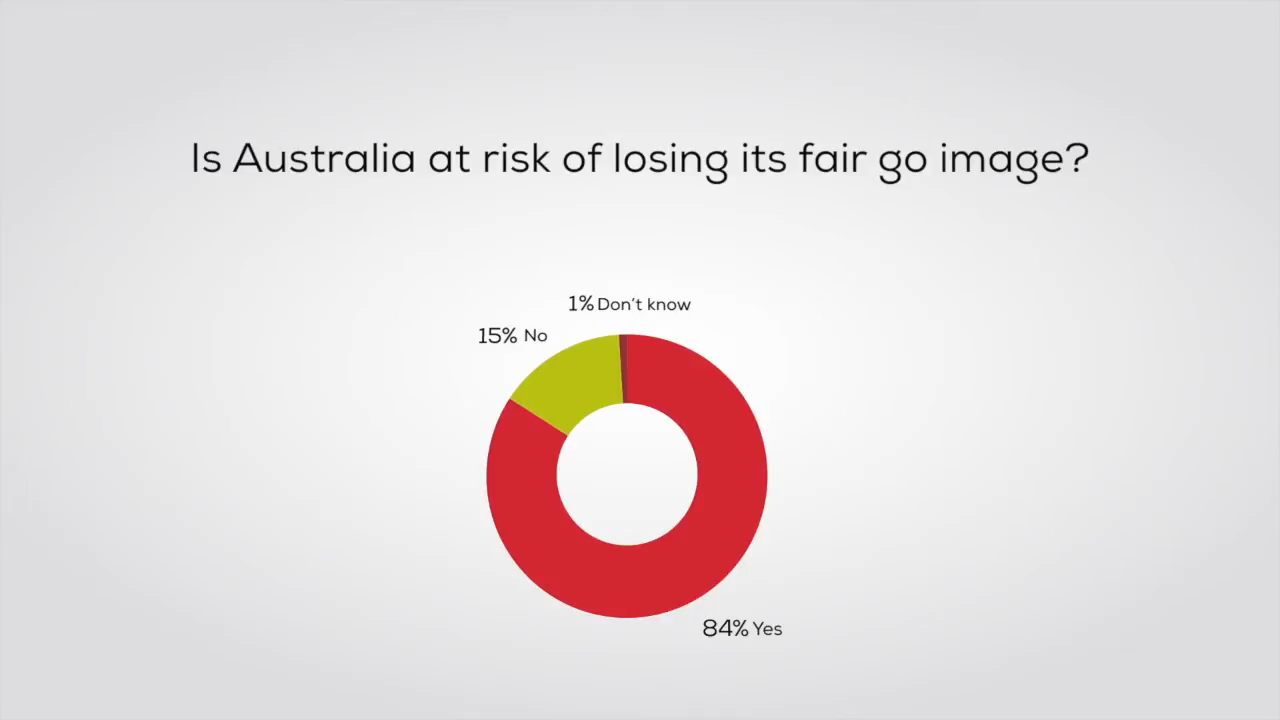 Is Australia at risk of losing its fair go image?
1% Don't know
15% No
84% Yes